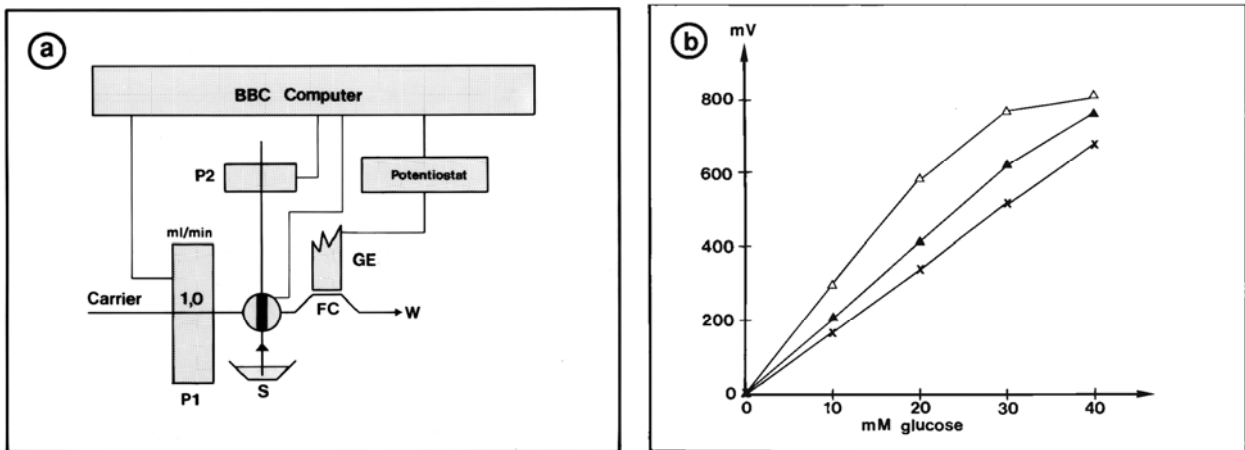 a
BBC Computer
P2
Potentiostat
ml/min
GE
Carrier
1,0
FC
W
S
P1
b
mV
800
600
400
200
0
0 10 20 30 40
mM glucose